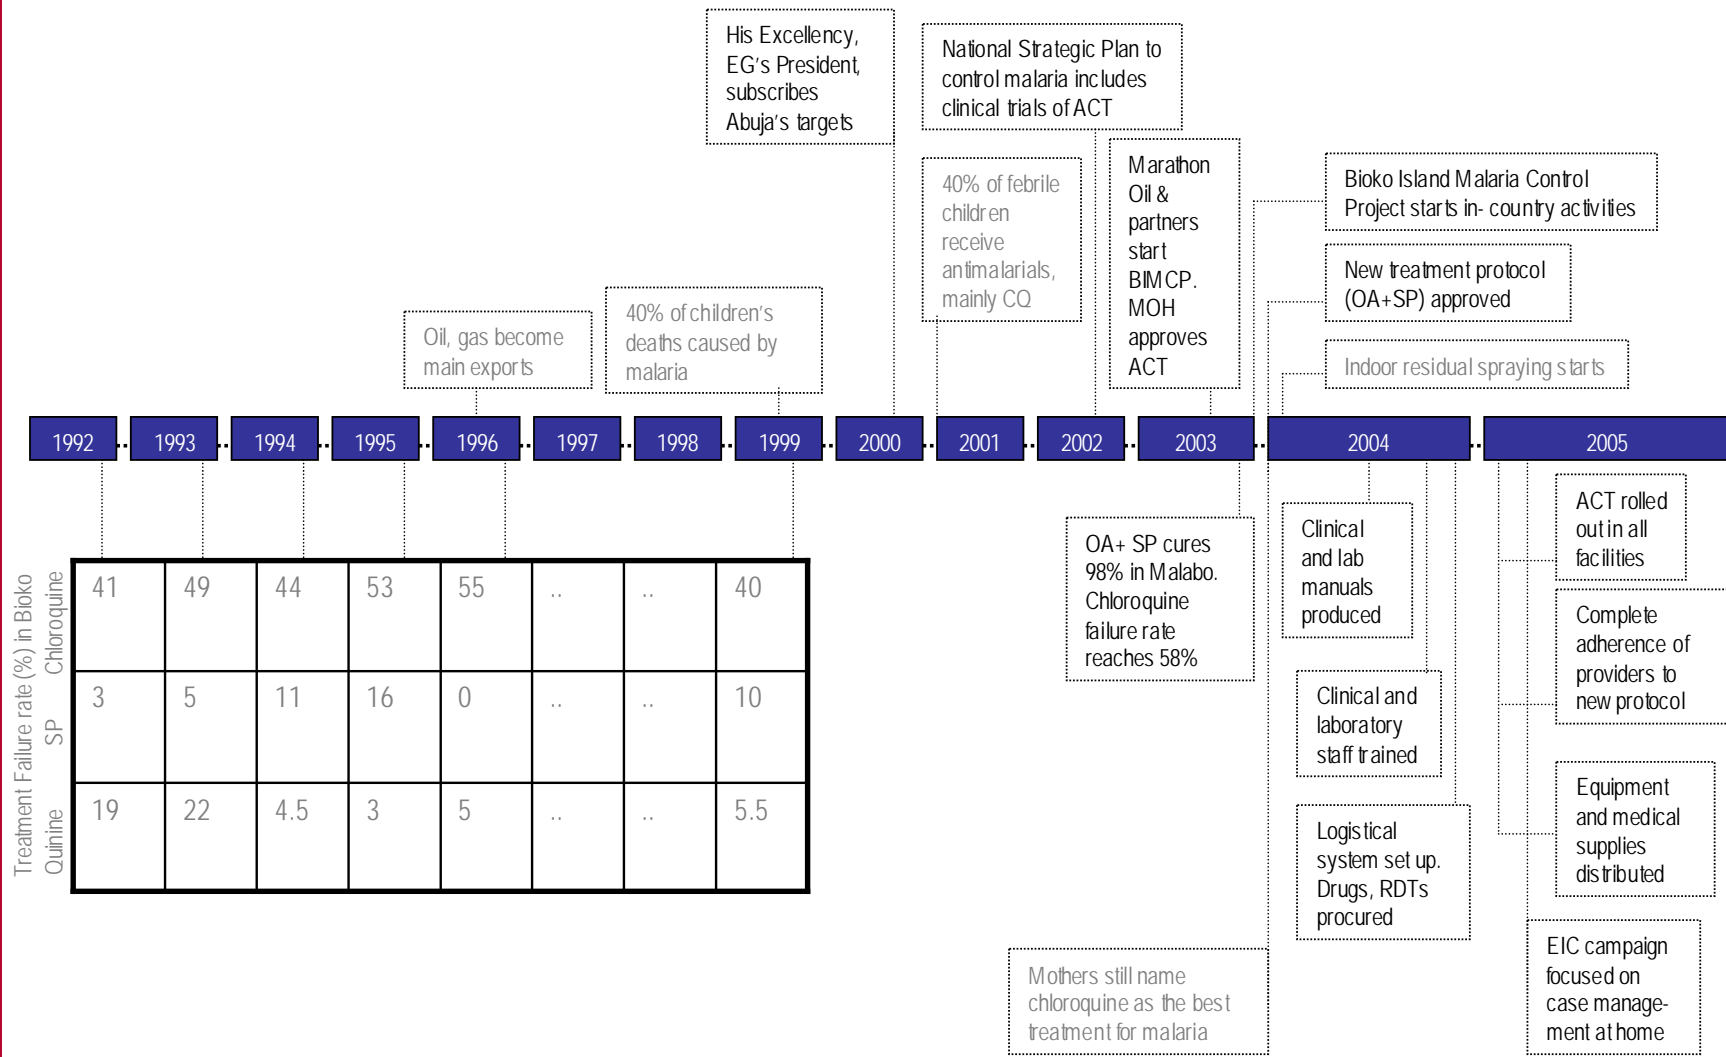 His Excellency,
EG's President,
subscribes
Abuja's targets
National Strategic Plan to
control malaria includes
clinical trials of ACT
40% of febrile
children
receive
antimalarials,
mainly CQ
Marathon
Oil &
partners
start
BIMCP.
MOH
approves
ACT
Bioko Island Malaria Control
Project starts in- country activities
New treatment protocol
(OA+SP) approved
Indoor residual spraying starts
Oil, gas become
main exports
40% of children's
deaths caused by
malaria
1992 1993 1994 1995 1996 1997 1998 1999 2000 2001 2002 2003 2004 2005
Treatment Failure rate (%) in Bioko
Chloroquine 41 49 44 53 55 .. .. 40
SP 3 5 11 16 0 .. .. 10
Quinine 19 22 4.5 3 5 .. .. 5.5
OA+ SP cures
98% in Malabo.
Chloroquine
failure rate
reaches 58%
Clinical
and lab
manuals
produced
Clinical and
laboratory
staff trained
Logistical
system set up.
Drugs, RDTs
procured
Mothers still name
chloroquine as the best
treatment for malaria
ACT rolled
out in all
facilities
Complete
adherence of
providers to
new protocol
Equipment
and medical
supplies
distributed
EIC campaign
focused on
case manage-
ment at home